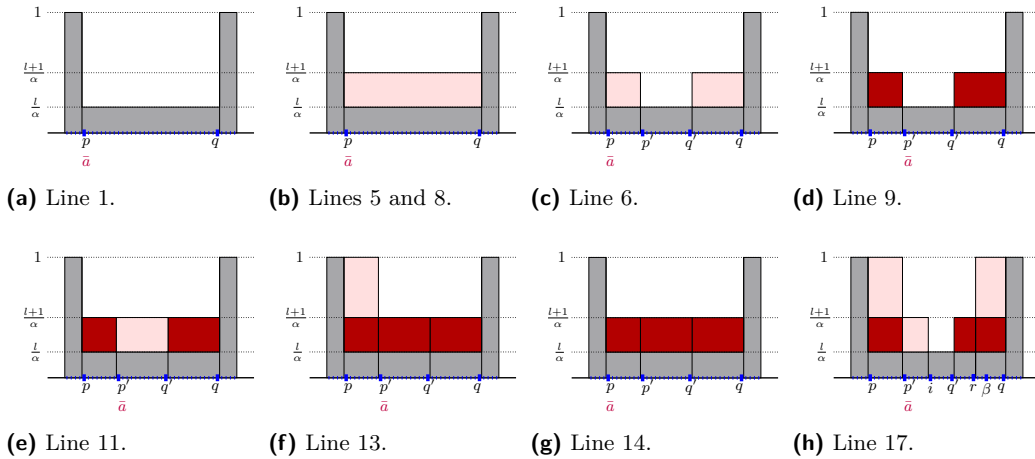 1
l+1/α
l/α
p q
ā
(a) Line 1.
1
l+1/α
l/α
p q
ā
(b) Lines 5 and 8.
1
l+1/α
l/α
p p′ q′ q
ā
(c) Line 6.
1
l+1/α
l/α
p p′ q′ q
ā
(d) Line 9.
1
l+1/α
l/α
p p′ q′ q
ā
(e) Line 11.
1
l+1/α
l/α
p p′ q′ q
ā
(f) Line 13.
1
l+1/α
l/α
p p′ q′ q
ā
(g) Line 14.
1
l+1/α
l/α
p p′ i q′ r β q
ā
(h) Line 17.